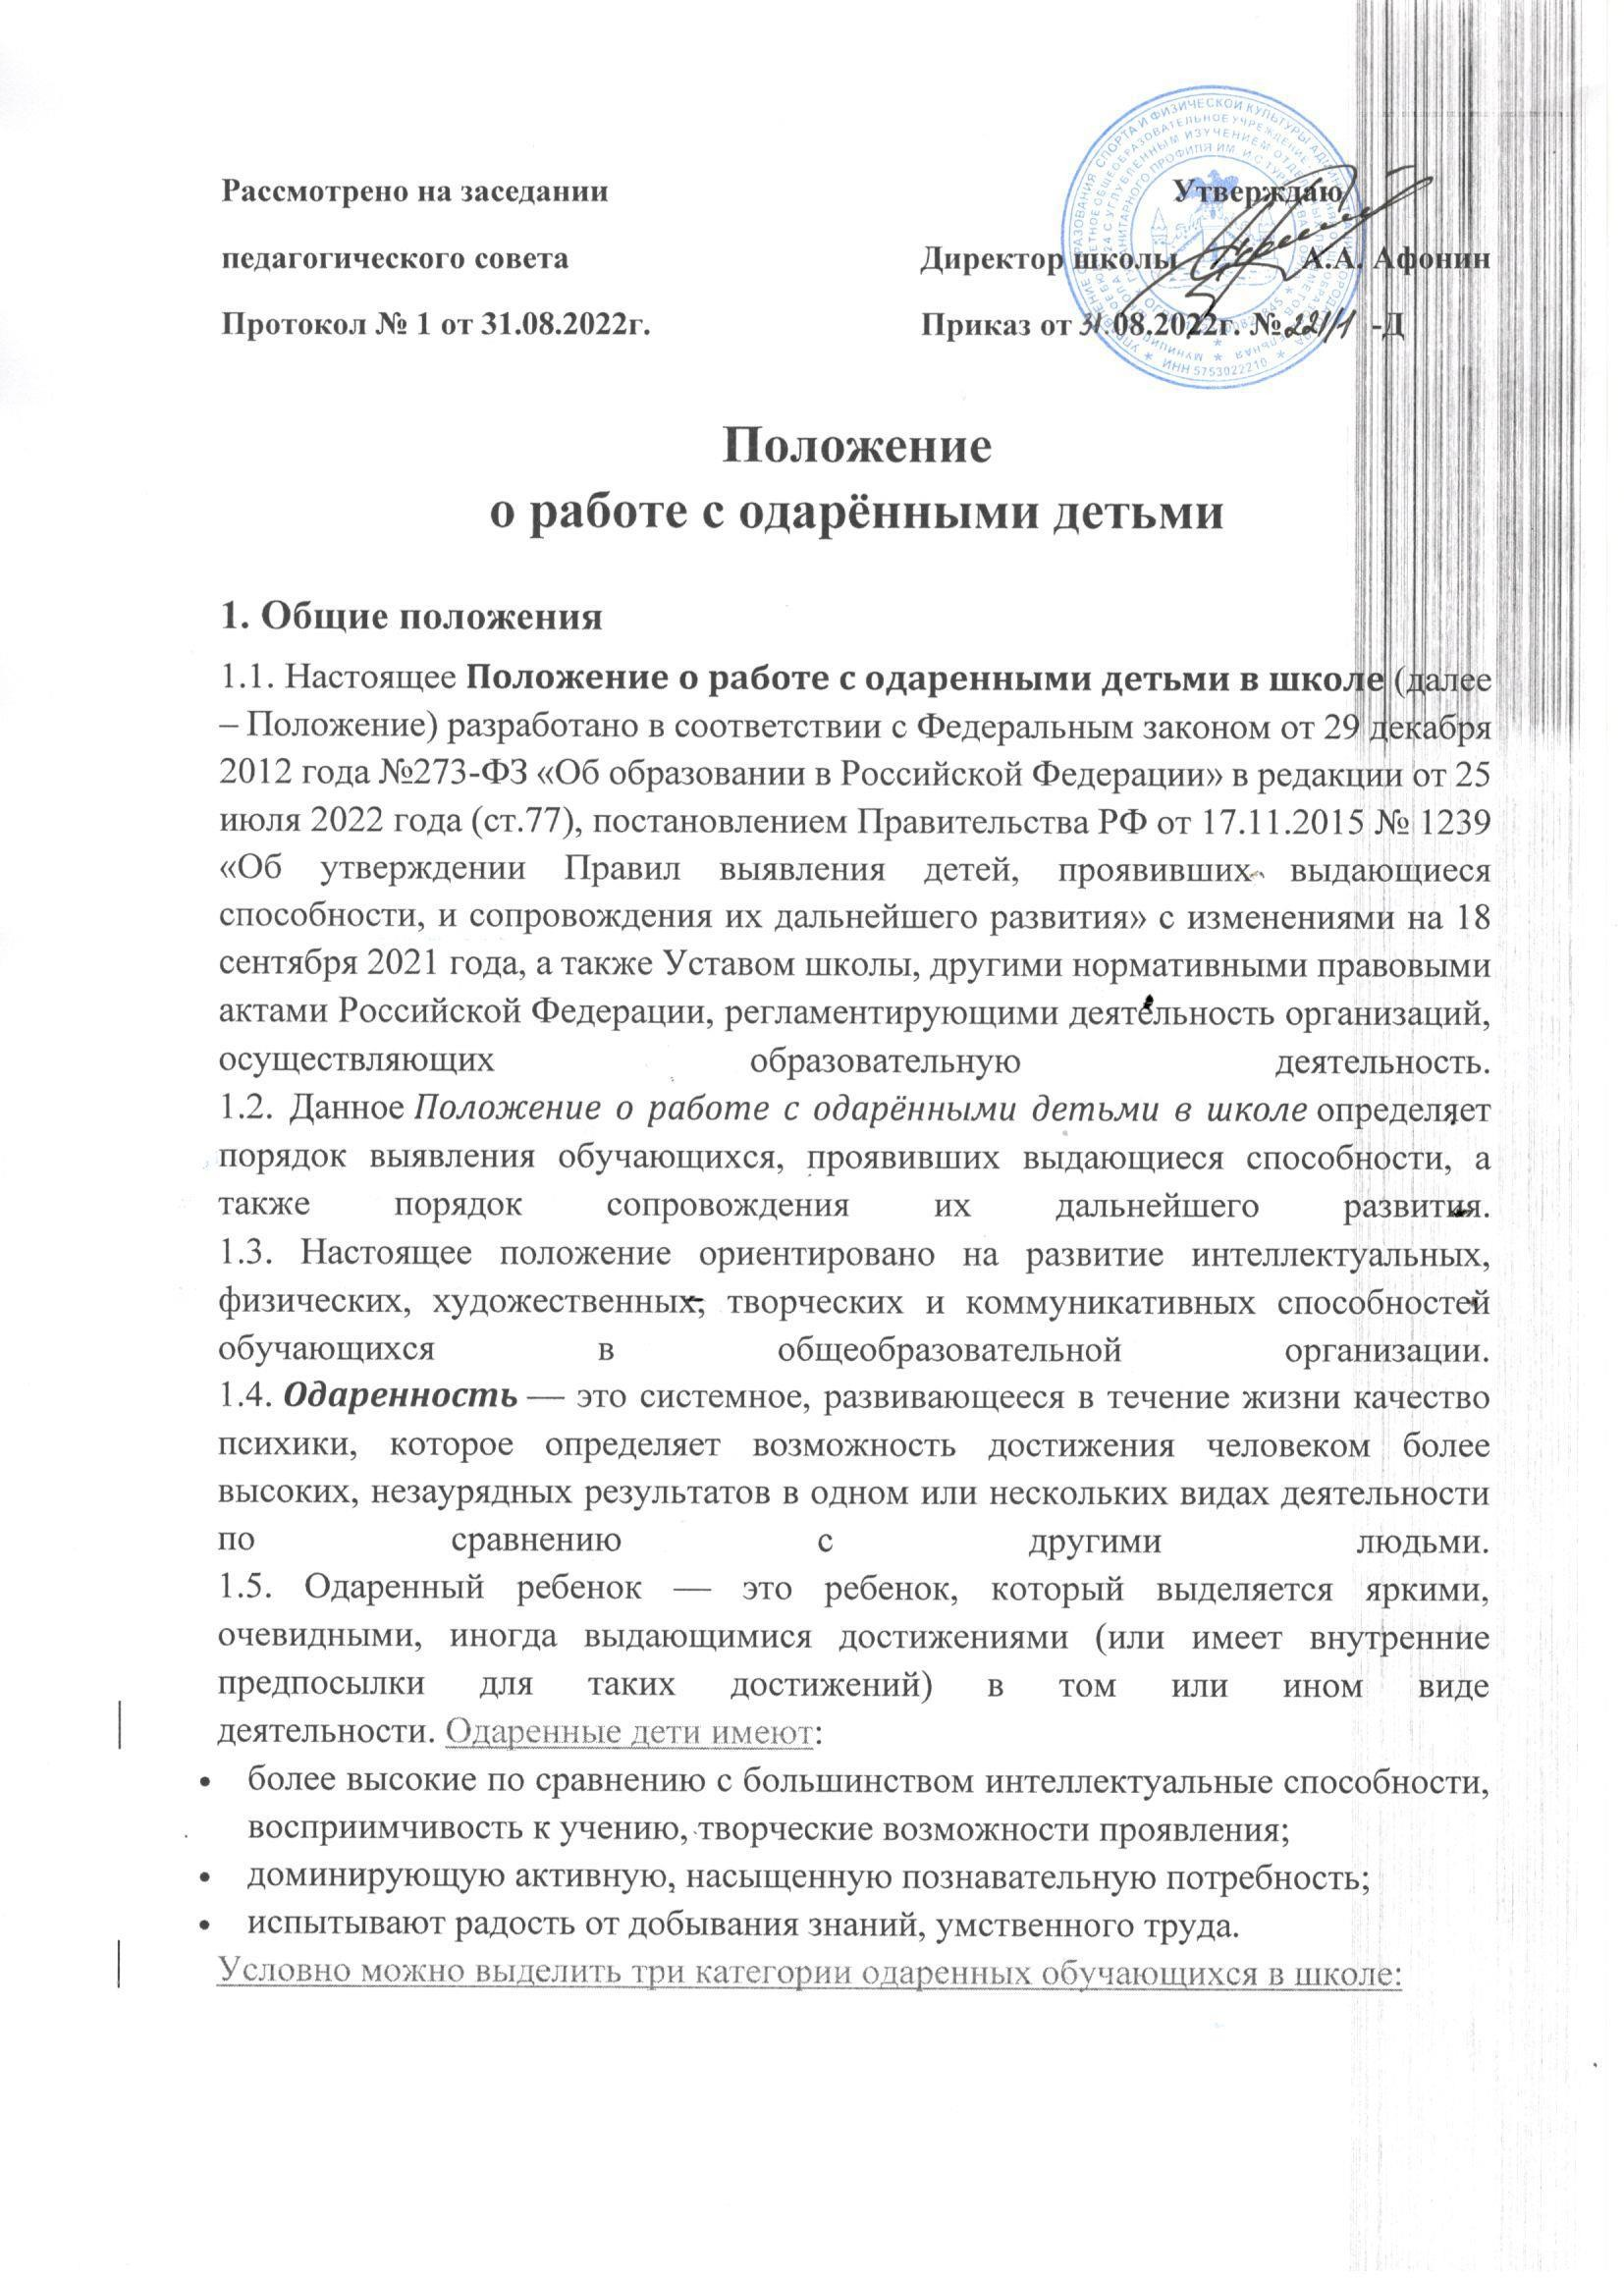 Рассмотрено на заседании
Утверждаю
педагогического совета
Директор школы А.А. Афонин
Протокол № 1 от 31.08.2022г.
Приказ от 31.08.2022г. № 22/1 -Д
ИНН 5753022210
Положение
о работе с одарёнными детьми
1. Общие положения
1.1. Настоящее Положение о работе с одаренными детьми в школе (далее
– Положение) разработано в соответствии с Федеральным законом от 29 декабря
2012 года №273-ФЗ «Об образовании в Российской Федерации» в редакции от 25
июля 2022 года (ст.77), постановлением Правительства РФ от 17.11.2015 № 1239
«Об утверждении Правил выявления детей, проявивших выдающиеся
способности, и сопровождения их дальнейшего развития» с изменениями на 18
сентября 2021 года, а также Уставом школы, другими нормативными правовыми
актами Российской Федерации, регламентирующими деятельность организаций,
осуществляющих образовательную деятельность.
1.2. Данное Положение о работе с одарёнными детьми в школе определяет
порядок выявления обучающихся, проявивших выдающиеся способности, а
также порядок сопровождения их дальнейшего развития.
1.3. Настоящее положение ориентировано на развитие интеллектуальных,
физических, художественных, творческих и коммуникативных способностей
обучающихся в общеобразовательной организации.
1.4. Одаренность — это системное, развивающееся в течение жизни качество
психики, которое определяет возможность достижения человеком более
высоких, незаурядных результатов в одном или нескольких видах деятельности
по сравнению с другими людьми.
1.5. Одаренный ребенок — это ребенок, который выделяется яркими,
очевидными, иногда выдающимися достижениями (или имеет внутренние
предпосылки для таких достижений) в том или ином виде
деятельности. Одаренные дети имеют:
• более высокие по сравнению с большинством интеллектуальные способности,
восприимчивость к учению, творческие возможности проявления;
• доминирующую активную, насыщенную познавательную потребность;
• испытывают радость от добывания знаний, умственного труда.
Условно можно выделить три категории одаренных обучающихся в школе: